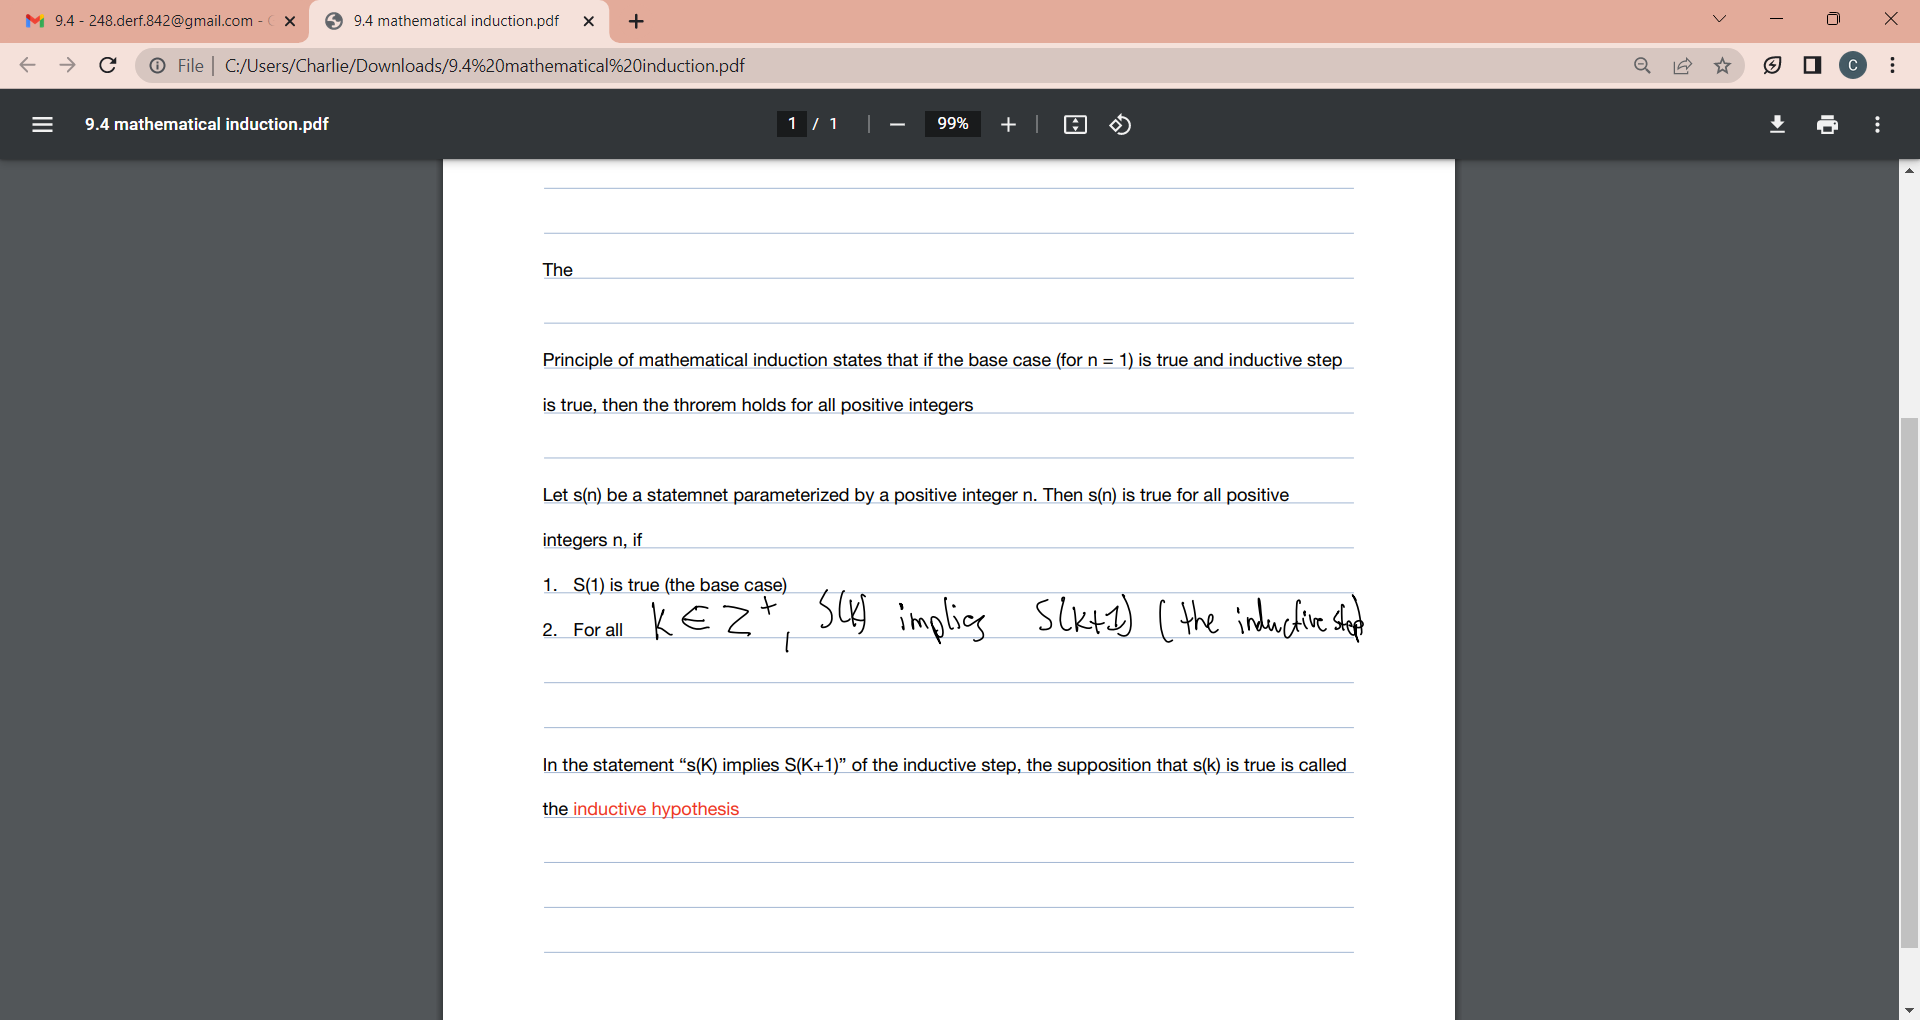 9.4 - 248.derf.842@gmail.com -
9.4 mathematical induction.pdf
File | C:/Users/Charlie/Downloads/9.4%20mathematical%20induction.pdf
C
9.4 mathematical induction.pdf
1 / 1 | — 99% + |
The
Principle of mathematical induction states that if the base case (for n = 1) is true and inductive step
is true, then the throrem holds for all positive integers
Let s(n) be a statemnet parameterized by a positive integer n. Then s(n) is true for all positive
integers n, if
1. S(1) is true (the base case)
2. For all K ∈ Z⁺, S(k) implies S(k+1) (the inductive step)
In the statement “s(K) implies S(K+1)” of the inductive step, the supposition that s(k) is true is called
the inductive hypothesis